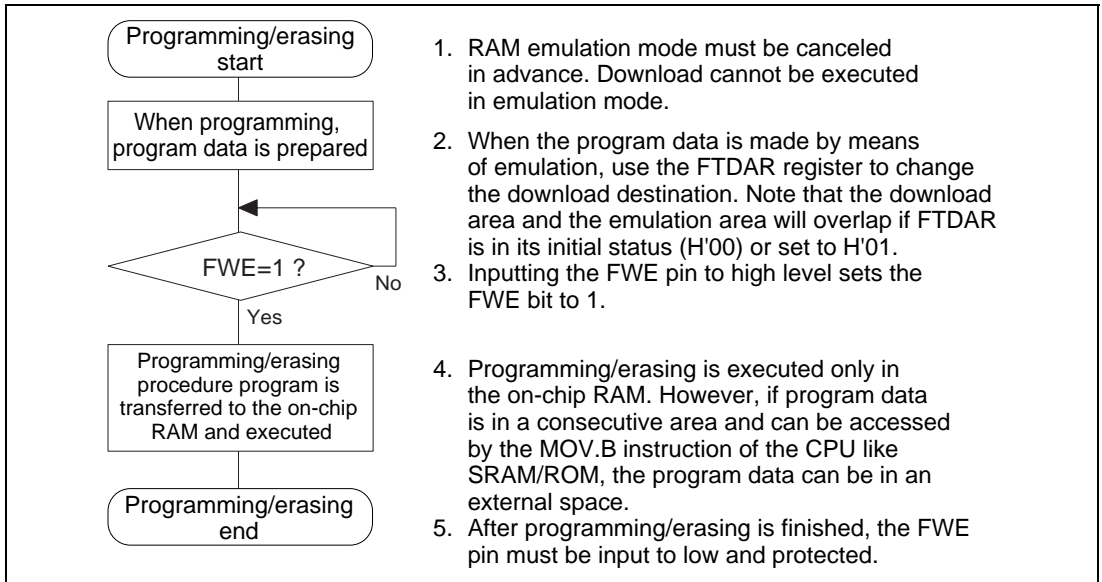 Programming/erasing
start
When programming,
program data is prepared
FWE=1 ?
No
Yes
Programming/erasing
procedure program is
transferred to the on-chip
RAM and executed
Programming/erasing
end
1. RAM emulation mode must be canceled
in advance. Download cannot be executed
in emulation mode.
2. When the program data is made by means
of emulation, use the FTDAR register to change
the download destination. Note that the download
area and the emulation area will overlap if FTDAR
is in its initial status (H'00) or set to H'01.
3. Inputting the FWE pin to high level sets the
FWE bit to 1.
4. Programming/erasing is executed only in
the on-chip RAM. However, if program data
is in a consecutive area and can be accessed
by the MOV.B instruction of the CPU like
SRAM/ROM, the program data can be in an
external space.
5. After programming/erasing is finished, the FWE
pin must be input to low and protected.